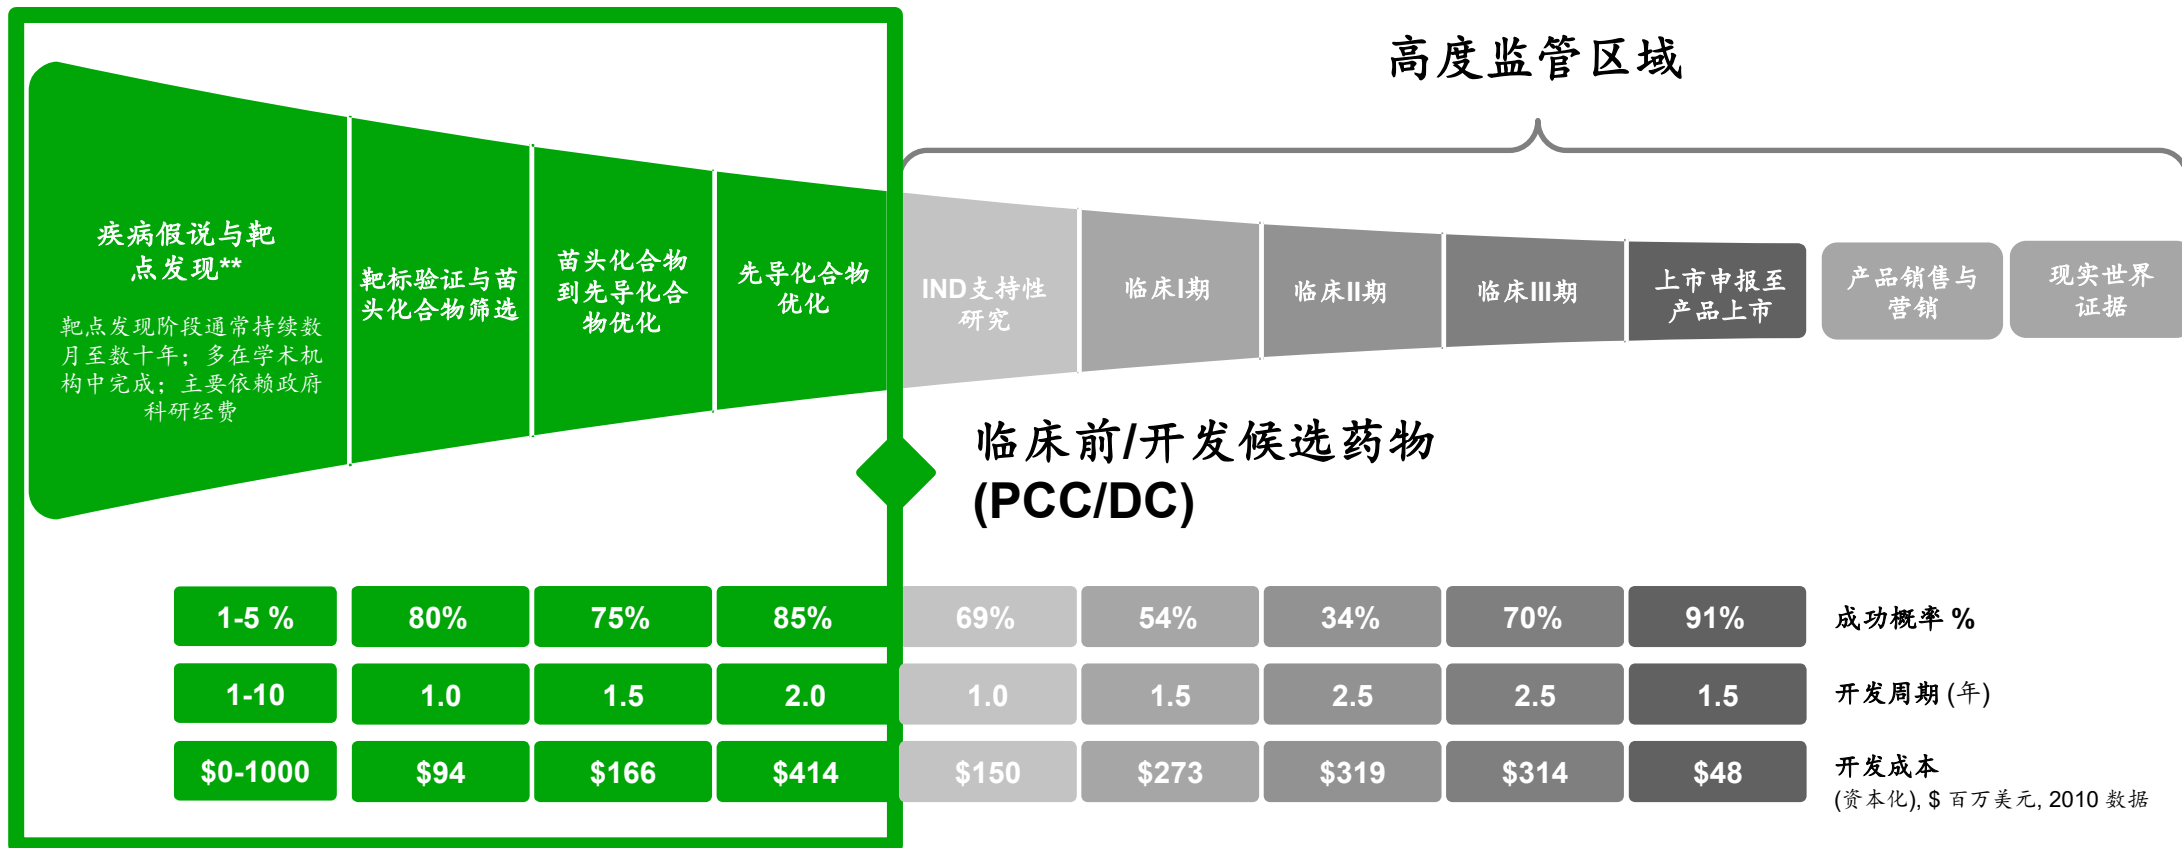 高度监管区域
疾病假说与靶
点发现**
靶点发现阶段通常持续数
月至数十年；多在学术机
构中完成；主要依赖政府
科研经费
靶标验证与苗
头化合物筛选
苗头化合物
到先导化合
物优化
先导化合物
优化
IND支持性
研究
临床I期
临床II期
临床III期
上市申报至
产品上市
产品销售与
营销
现实世界
证据
临床前/开发候选药物
(PCC/DC)
1-5 % 80% 75% 85% 69% 54% 34% 70% 91% 成功概率 %
1-10 1.0 1.5 2.0 1.0 1.5 2.5 2.5 1.5 开发周期 (年)
$0-1000 $94 $166 $414 $150 $273 $319 $314 $48 开发成本
(资本化), $ 百万美元, 2010 数据